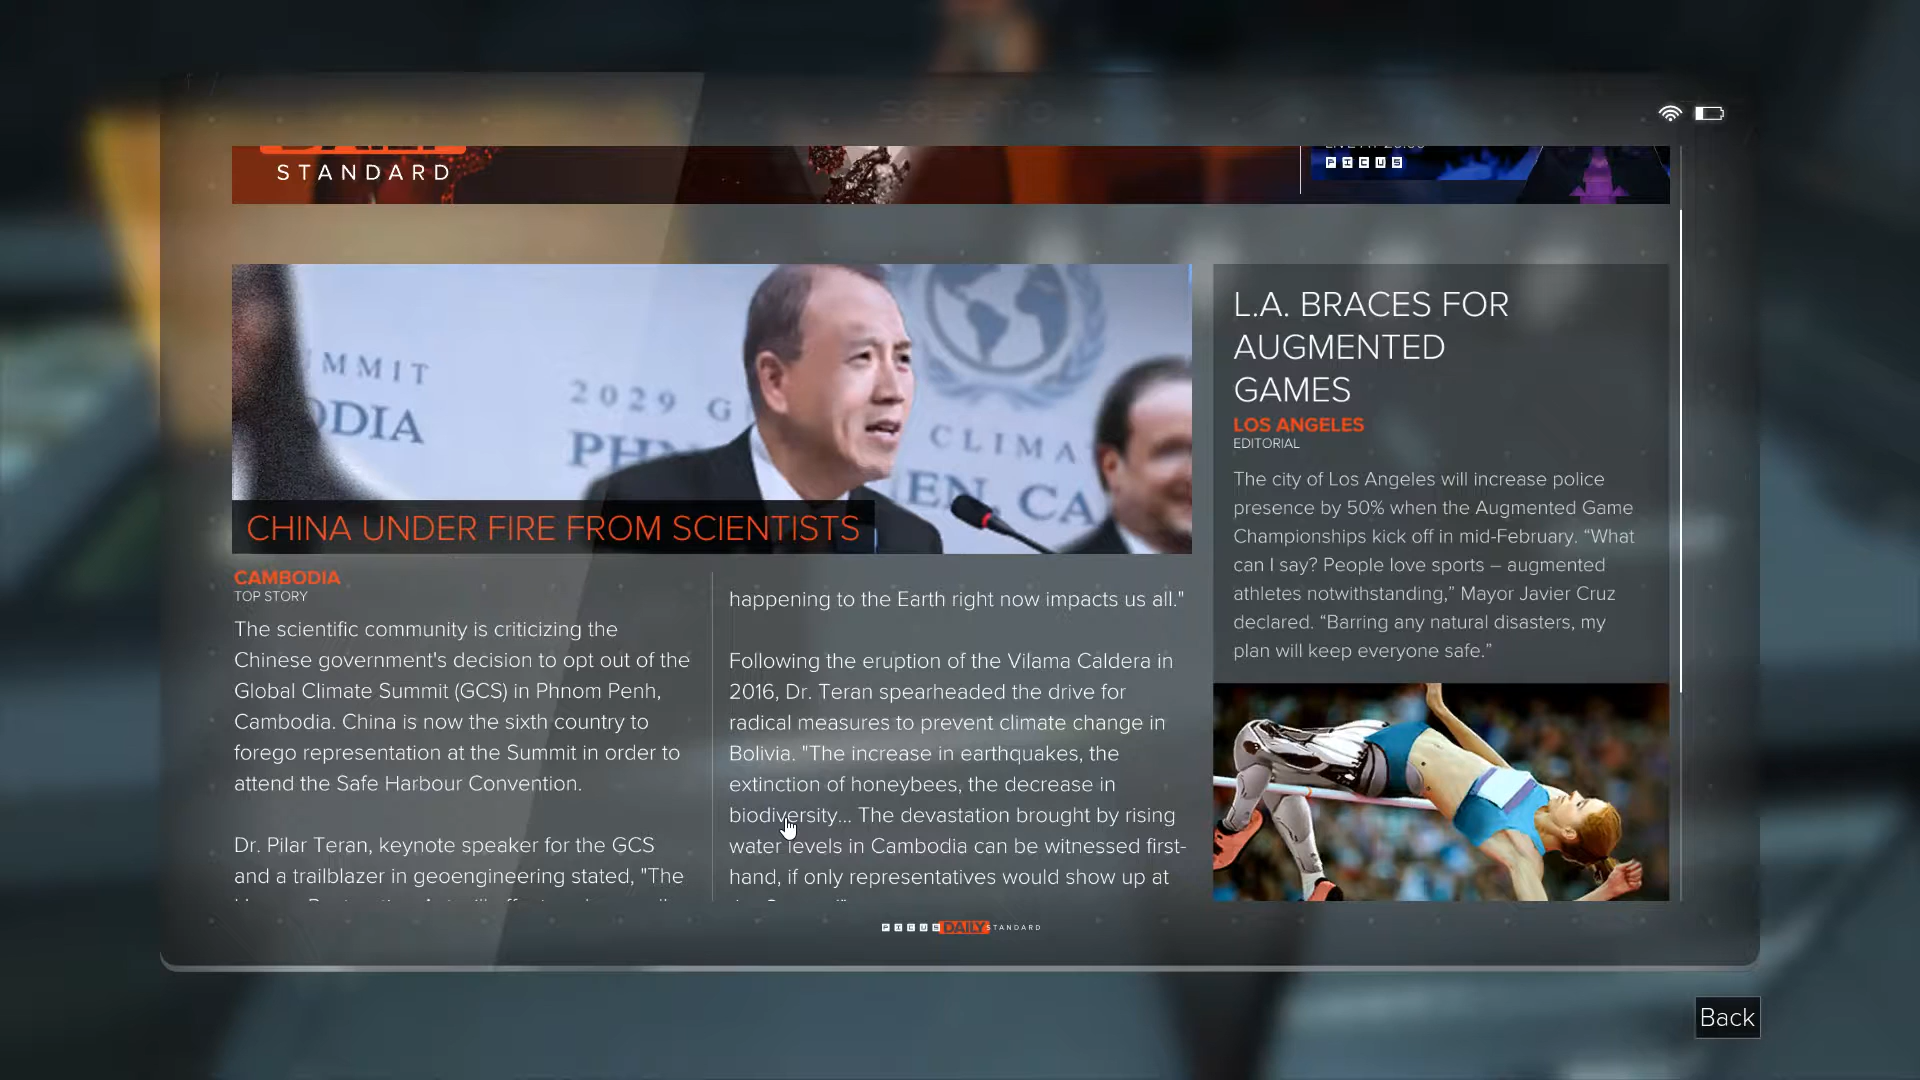 STANDARD
PICUS
MMIT
ODIA
2029 G
CLIMA
PHN
EN, CA
CHINA UNDER FIRE FROM SCIENTISTS
CAMBODIA
TOP STORY
The scientific community is criticizing the
Chinese government's decision to opt out of the
Global Climate Summit (GCS) in Phnom Penh,
Cambodia. China is now the sixth country to
forego representation at the Summit in order to
attend the Safe Harbour Convention.
Dr. Pilar Teran, keynote speaker for the GCS
and a trailblazer in geoengineering stated, "The
happening to the Earth right now impacts us all."
Following the eruption of the Vilama Caldera in
2016, Dr. Teran spearheaded the drive for
radical measures to prevent climate change in
Bolivia. "The increase in earthquakes, the
extinction of honeybees, the decrease in
biodiversity... The devastation brought by rising
water levels in Cambodia can be witnessed first-
hand, if only representatives would show up at
L.A. BRACES FOR
AUGMENTED
GAMES
LOS ANGELES
EDITORIAL
The city of Los Angeles will increase police
presence by 50% when the Augmented Game
Championships kick off in mid-February. “What
can I say? People love sports – augmented
athletes notwithstanding,” Mayor Javier Cruz
declared. “Barring any natural disasters, my
plan will keep everyone safe.”
PICUS DAILY STANDARD
Back